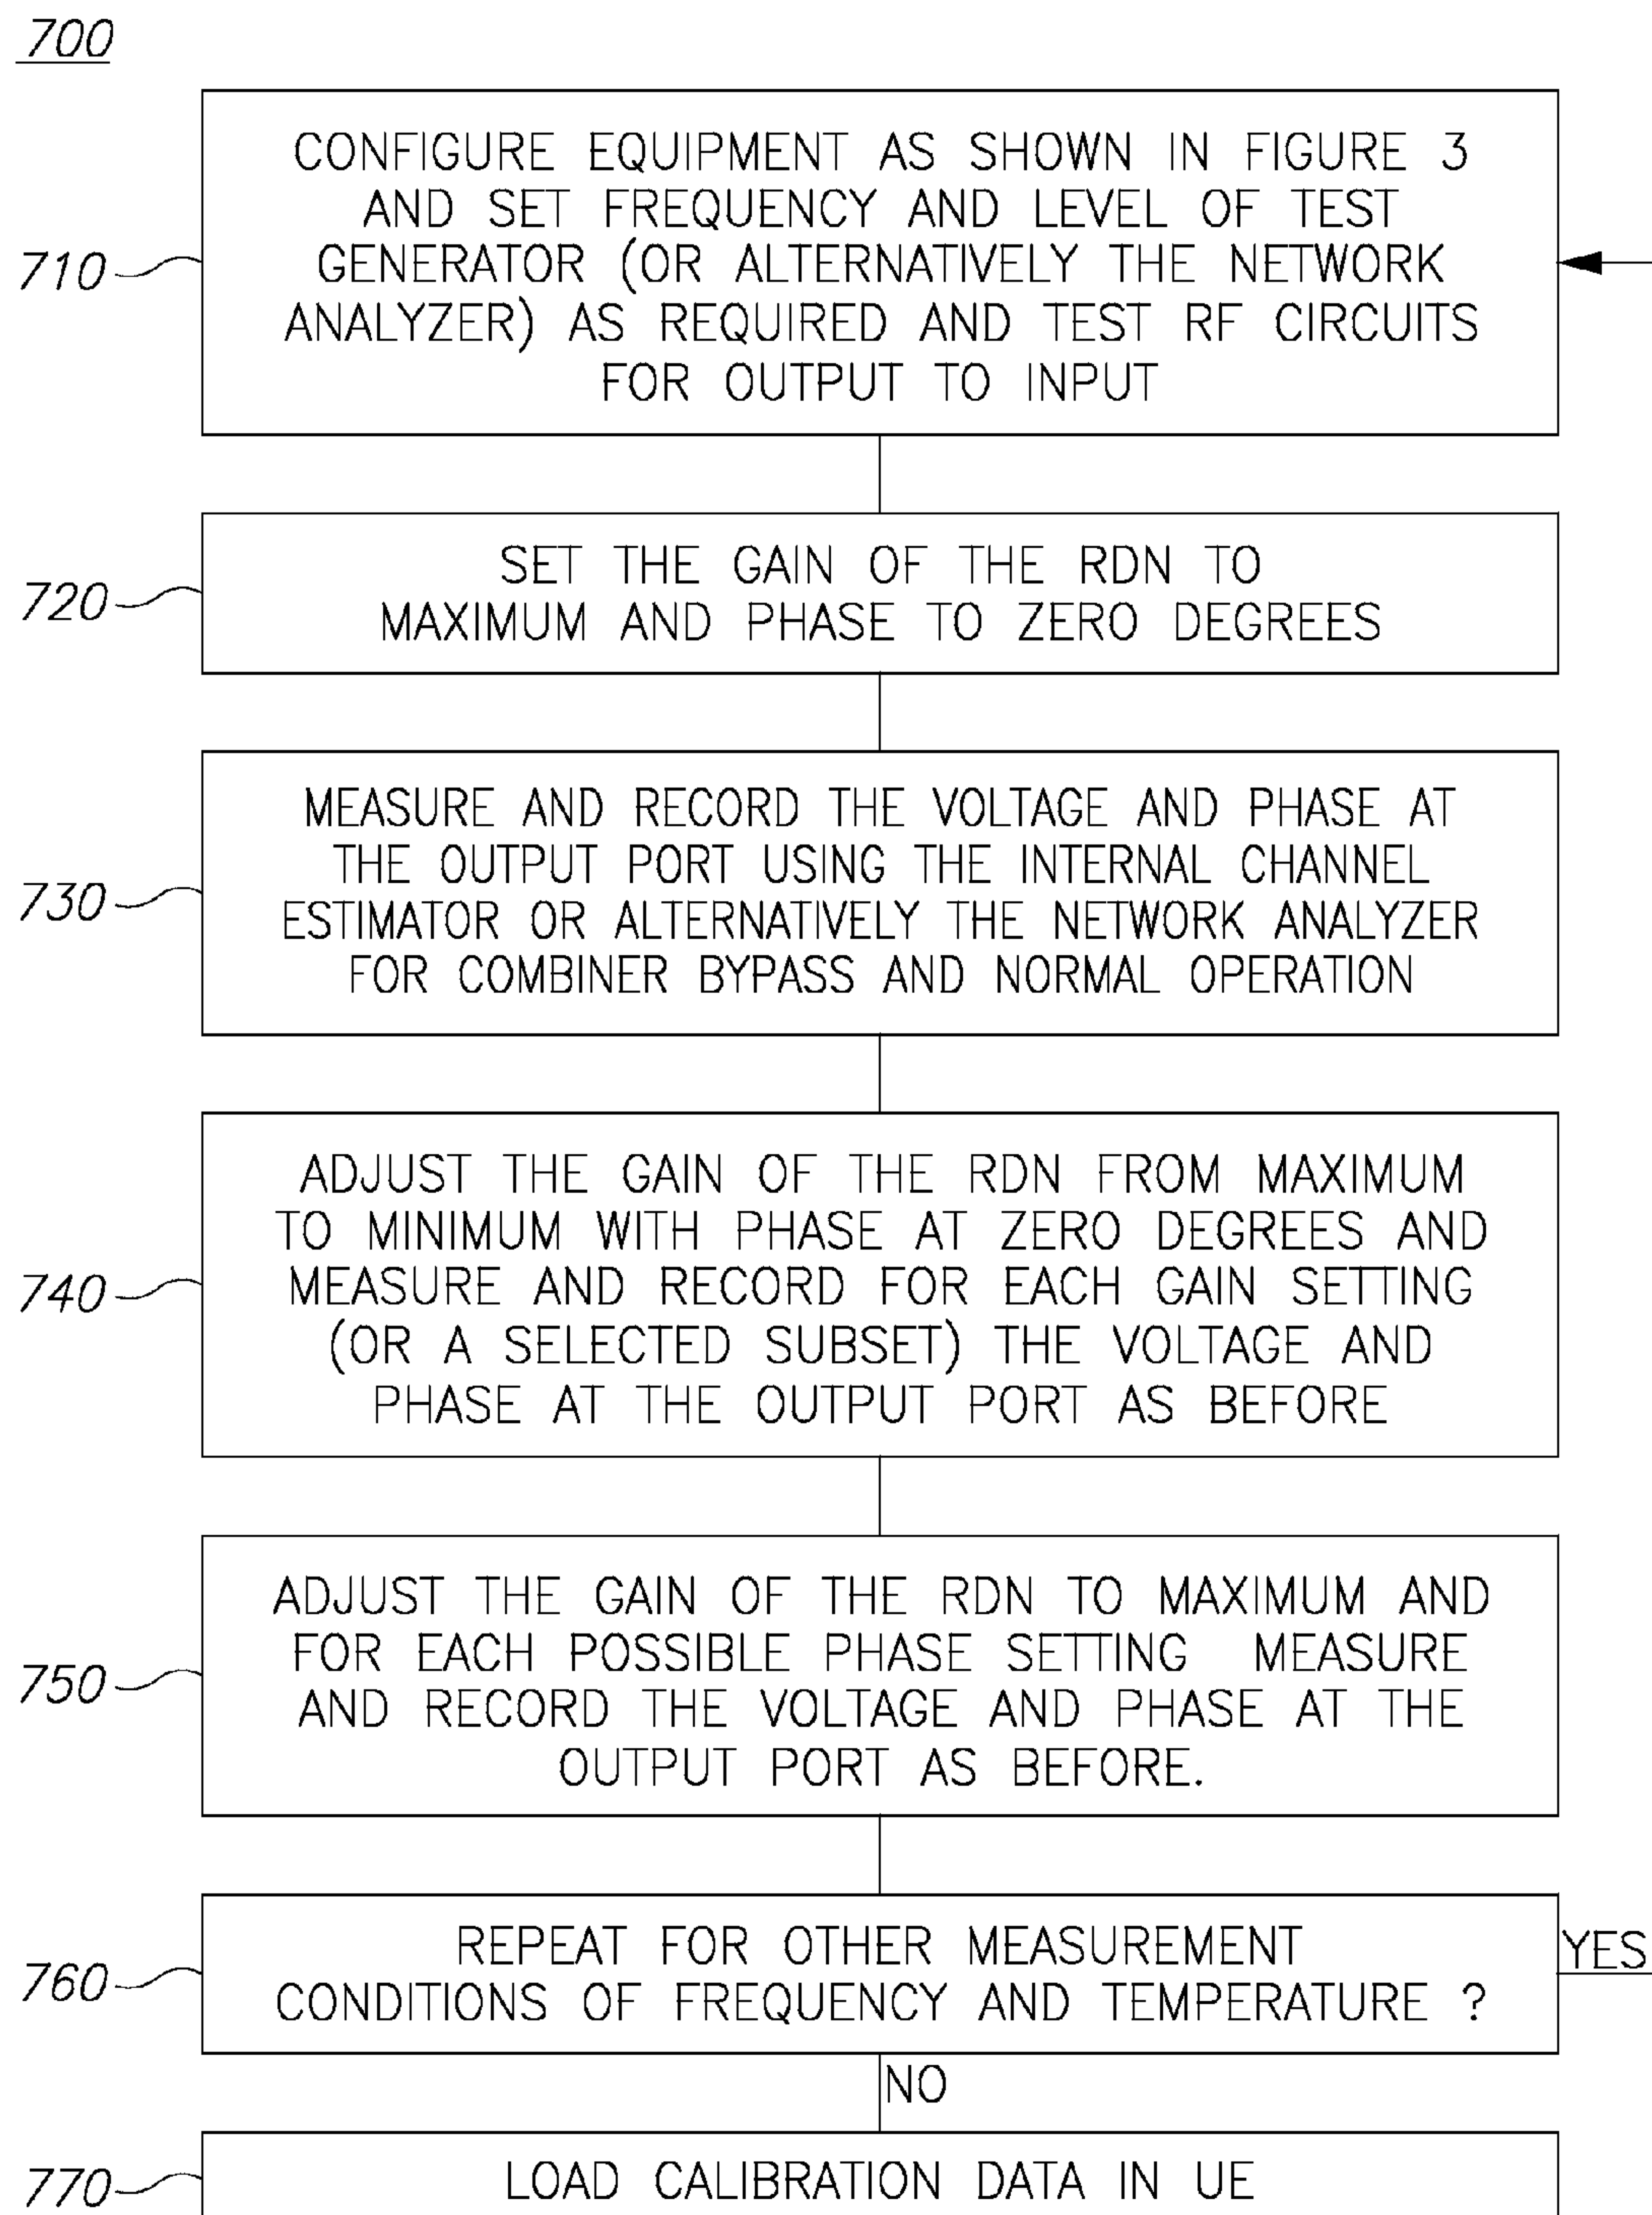 700
710
CONFIGURE EQUIPMENT AS SHOWN IN FIGURE 3
AND SET FREQUENCY AND LEVEL OF TEST
GENERATOR (OR ALTERNATIVELY THE NETWORK
ANALYZER) AS REQUIRED AND TEST RF CIRCUITS
FOR OUTPUT TO INPUT
720
SET THE GAIN OF THE RDN TO
MAXIMUM AND PHASE TO ZERO DEGREES
730
MEASURE AND RECORD THE VOLTAGE AND PHASE AT
THE OUTPUT PORT USING THE INTERNAL CHANNEL
ESTIMATOR OR ALTERNATIVELY THE NETWORK ANALYZER
FOR COMBINER BYPASS AND NORMAL OPERATION
740
ADJUST THE GAIN OF THE RDN FROM MAXIMUM
TO MINIMUM WITH PHASE AT ZERO DEGREES AND
MEASURE AND RECORD FOR EACH GAIN SETTING
(OR A SELECTED SUBSET) THE VOLTAGE AND
PHASE AT THE OUTPUT PORT AS BEFORE
750
ADJUST THE GAIN OF THE RDN TO MAXIMUM AND
FOR EACH POSSIBLE PHASE SETTING MEASURE
AND RECORD THE VOLTAGE AND PHASE AT THE
OUTPUT PORT AS BEFORE.
760
REPEAT FOR OTHER MEASUREMENT
CONDITIONS OF FREQUENCY AND TEMPERATURE ?
YES
NO
770
LOAD CALIBRATION DATA IN UE